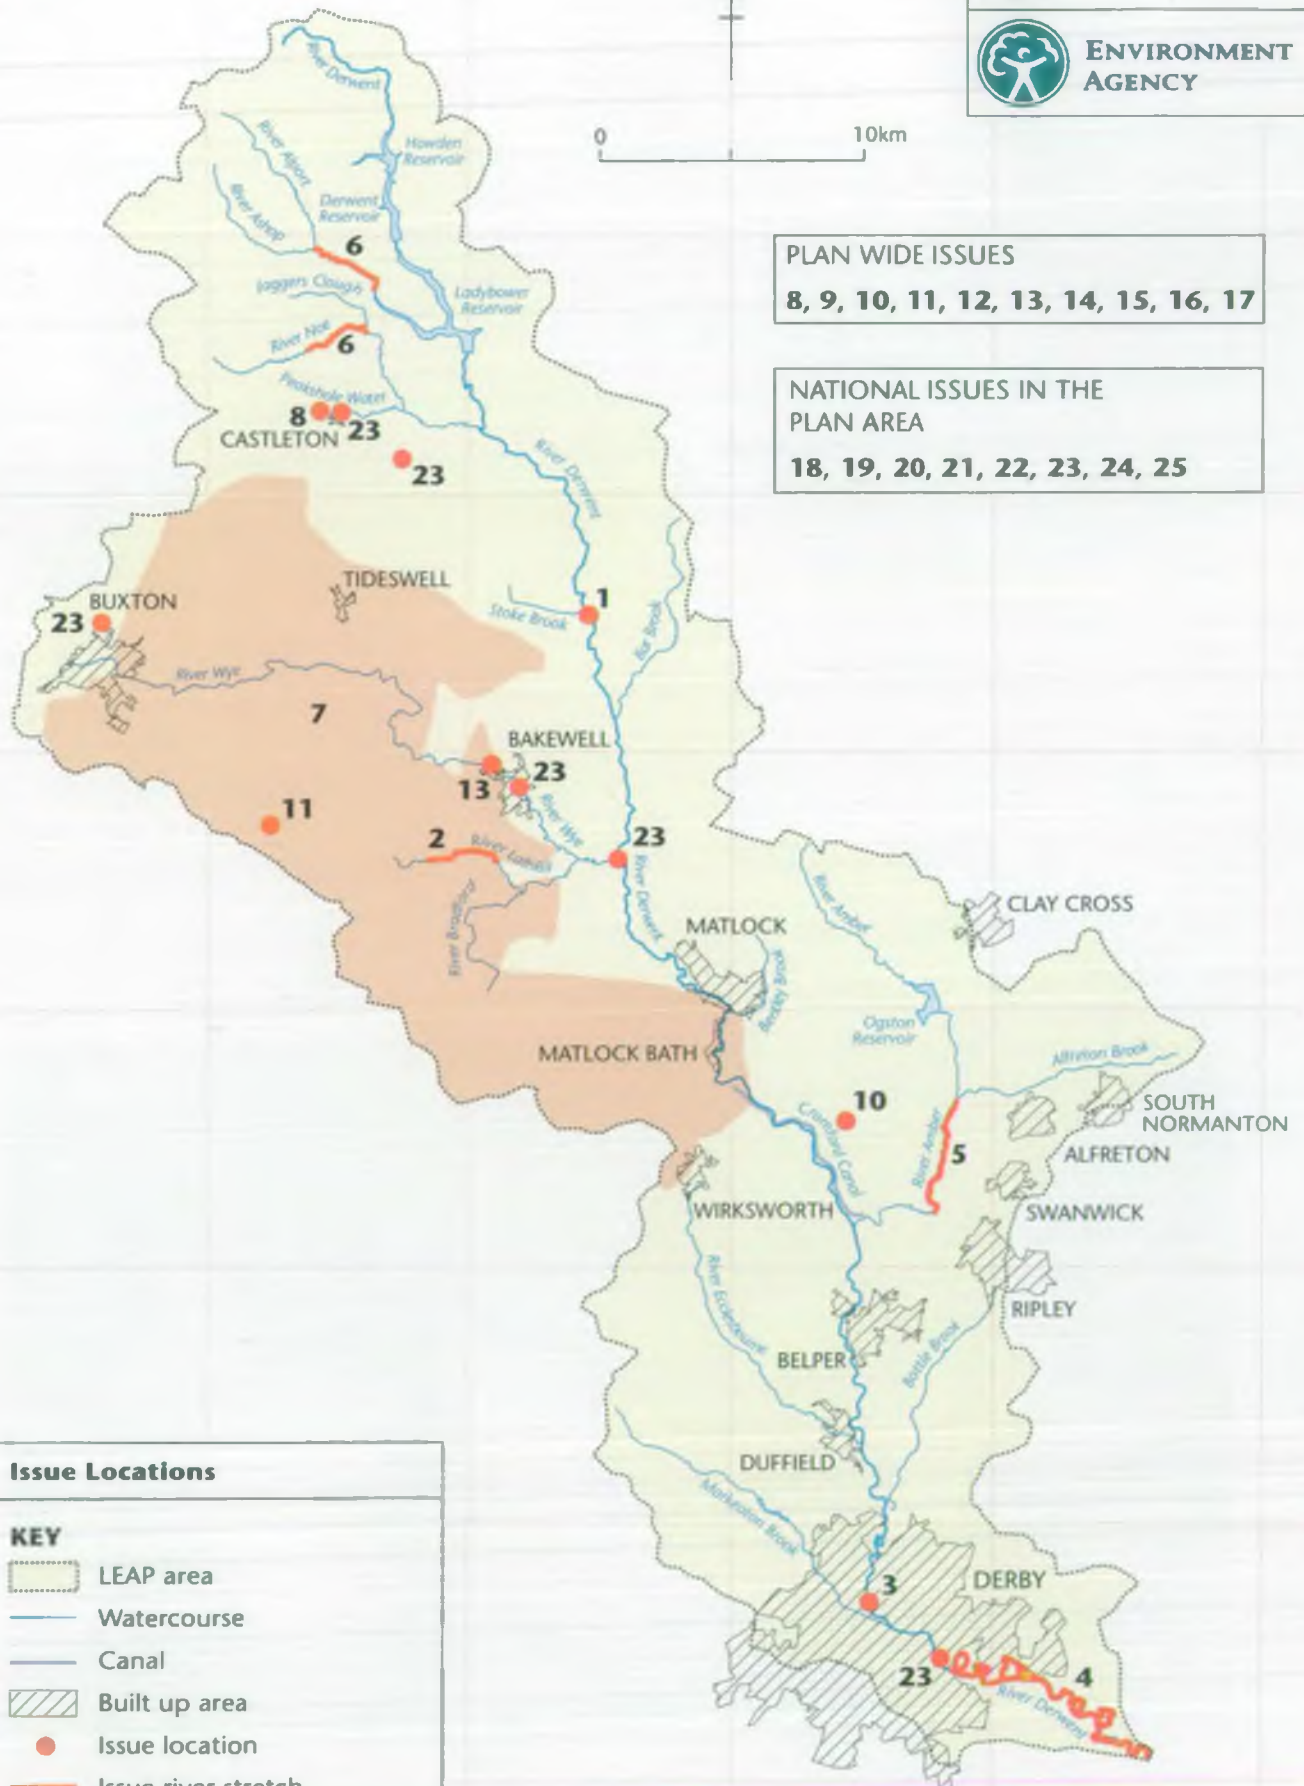 ENVIRONMENT
AGENCY
0 10km
River Derwent
Howden
Reservoir
River Alport
Derwent
Reservoir
River Ashop
6
Jaggers Clough
Ladybower
Reservoir
PLAN WIDE ISSUES
8, 9, 10, 11, 12, 13, 14, 15, 16, 17
River Noe
6
Peakshole Water
8
23
CASTLETON
NATIONAL ISSUES IN THE
PLAN AREA
18, 19, 20, 21, 22, 23, 24, 25
River Derwent
23
TIDESWELL
BUXTON
23
1
Stoke Brook
Bar Brook
River Wye
7
BAKEWELL
13
23
River Wye
11
2
River Lathkill
23
River Derwent
River Bradford
River Amber
CLAY CROSS
MATLOCK
Bentley Brook
Ogston
Reservoir
MATLOCK BATH
Alfreton Brook
10
Cromford Canal
River Amber
5
SOUTH
NORMANTON
ALFRETON
WIRKSWORTH
SWANWICK
River Ecclesbourne
RIPLEY
BELPER
Bottle Brook
DUFFIELD
Markeaton Brook
3
DERBY
23
4
River Derwent
Issue Locations
KEY
LEAP area
Watercourse
Canal
Built up area
Issue location
Issue river stretch